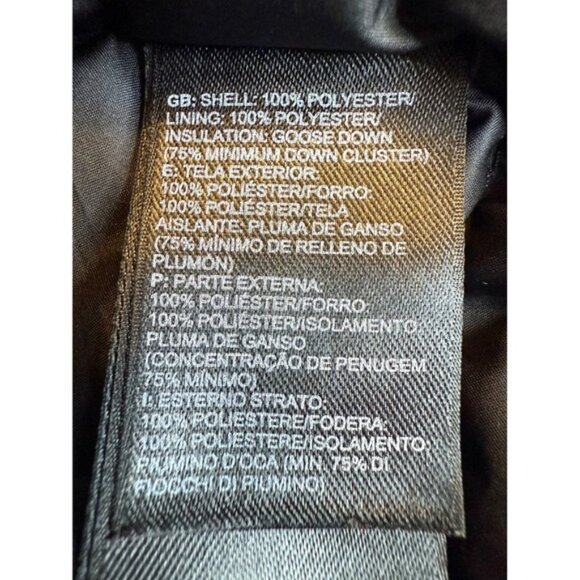 GB: SHELL: 100% POLYESTER/
LINING: 100% POLYESTER/
INSULATION: GOOSE DOWN
(75% MINIMUM DOWN CLUSTER)
E: TELA EXTERIOR:
100% POLIÉSTER/FORRO:
100% POLIÉSTER/TELA
AISLANTE: PLUMA DE GANSO
(75% MÍNIMO DE RELLENO DE
PLUMÓN)
P: PARTE EXTERNA:
100% POLIÉSTER/FORRO:
100% POLIÉSTER/ISOLAMENTO:
PLUMA DE GANSO
(CONCENTRAÇÃO DE PENUGEM
75% MÍNIMO)
I: ESTERNO STRATO:
100% POLIESTERE/FODERA:
100% POLIESTERE/ISOLAMENTO:
PIUMINO D'OCA (MIN. 75% DI
FIOCCHI DI PIUMINO)